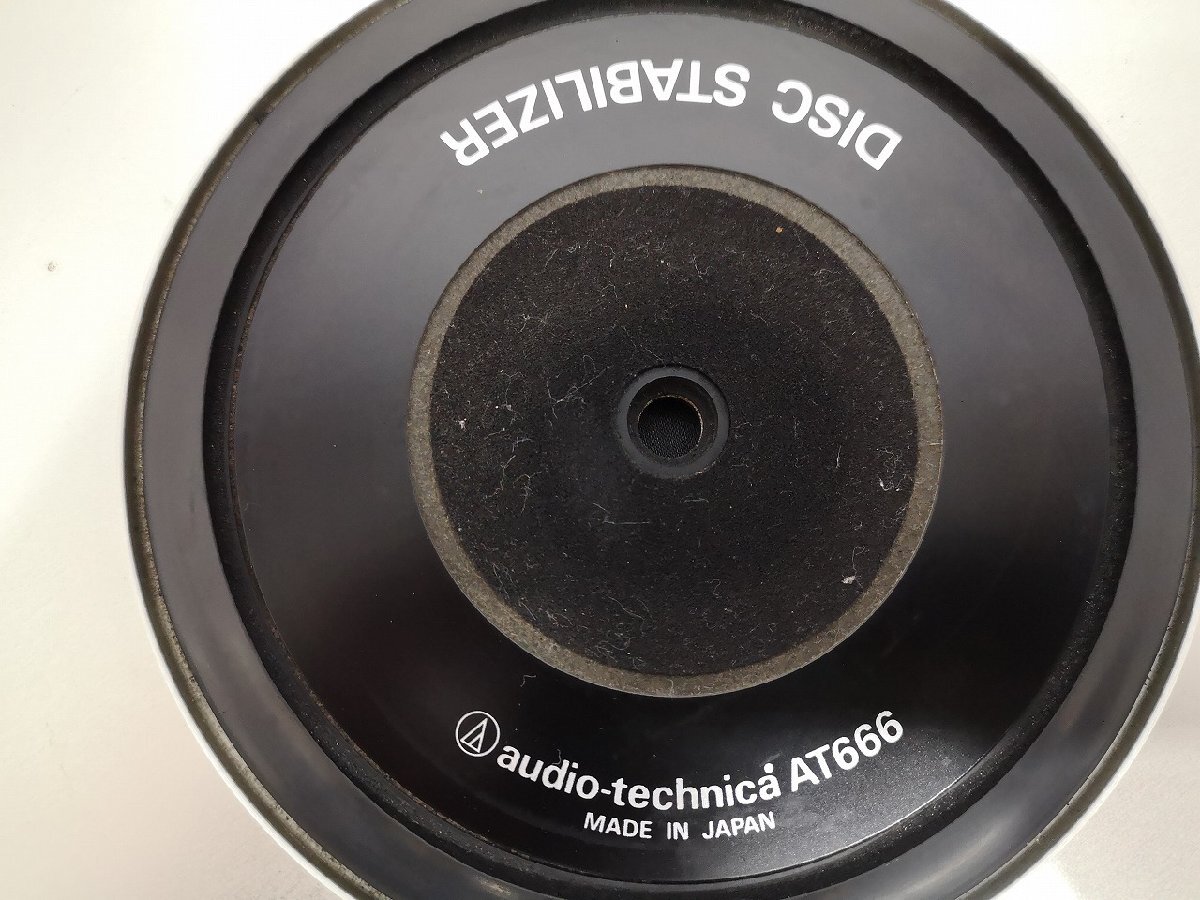 DISC STABILIZER
audio-technica AT666
MADE IN JAPAN